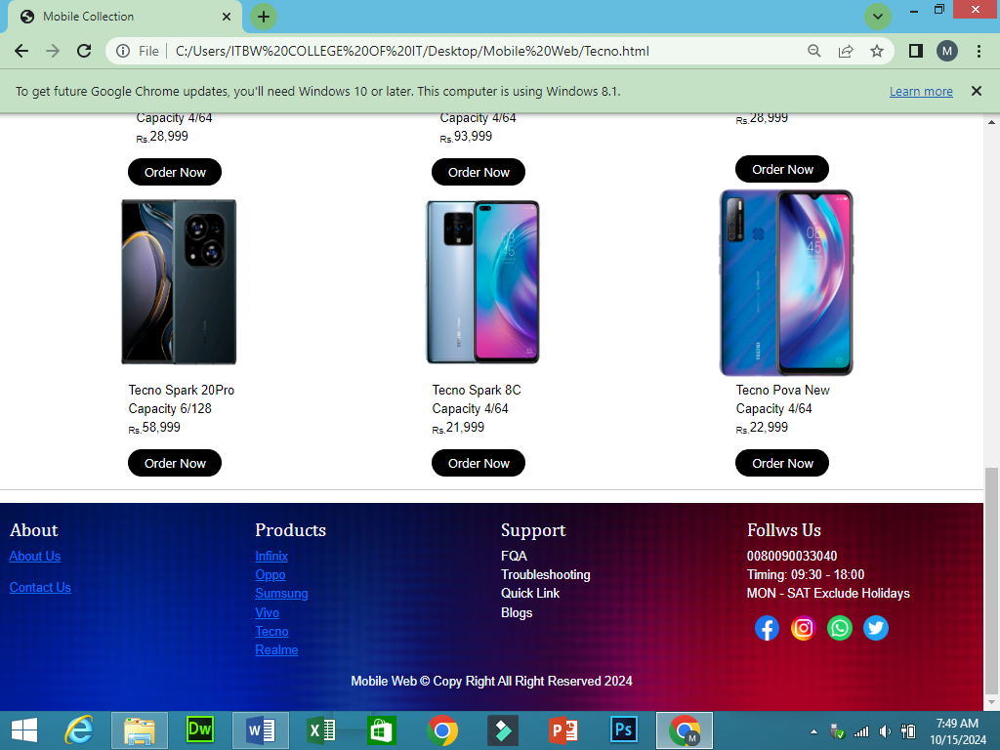 Mobile Collection
File
C:/Users/ITBW%20COLLEGE%20OF%20IT/Desktop/Mobile%20Web/Tecno.html
M
To get future Google Chrome updates, you'll need Windows 10 or later. This computer is using Windows 8.1.
Learn more
Capacity 4/64
Rs.28,999
Order Now
Capacity 4/64
Rs.93,999
Order Now
Rs.28,999
Order Now
Tecno Spark 20Pro
Capacity 6/128
Rs.58,999
Order Now
Tecno Spark 8C
Capacity 4/64
Rs.21,999
Order Now
TECNO
Tecno Pova New
Capacity 4/64
Rs.22,999
Order Now
About
About Us
Contact Us
Products
Infinix
Oppo
Sumsung
Vivo
Tecno
Realme
Support
FQA
Troubleshooting
Quick Link
Blogs
Follws Us
0080090033040
Timing: 09:30 - 18:00
MON - SAT Exclude Holidays
Mobile Web © Copy Right All Right Reserved 2024
Dw
Ps
M
7:49 AM
10/15/2024